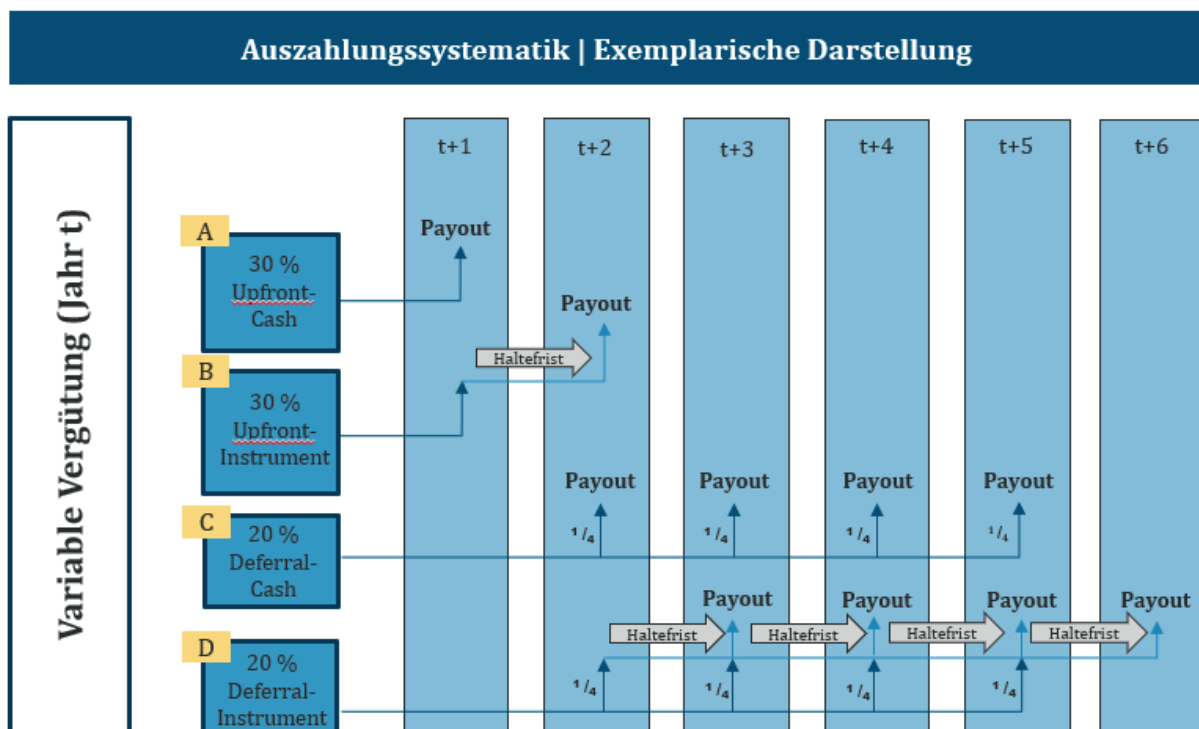 Auszahlungssystematik | Exemplarische Darstellung
Variable Vergütung (Jahr t)
t+1
t+2
t+3
t+4
t+5
t+6
A
30 %
Upfront-
Cash
Payout
B
30 %
Upfront-
Instrument
Haltefrist
Payout
C
20 %
Deferral-
Cash
1/4
Payout
1/4
Payout
1/4
Payout
1/4
Payout
D
20 %
Deferral-
Instrument
1/4
Haltefrist
Payout
1/4
Haltefrist
Payout
1/4
Haltefrist
Payout
1/4
Haltefrist
Payout